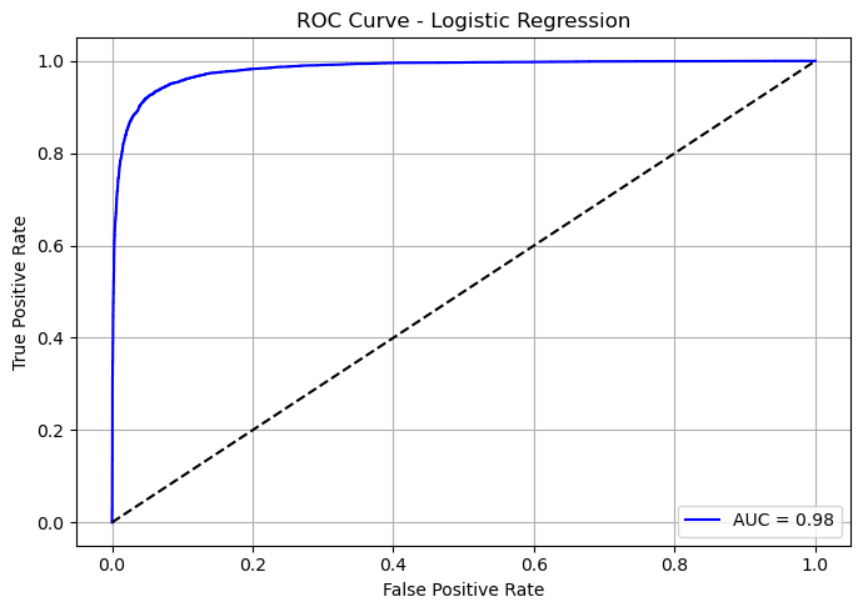 ROC Curve - Logistic Regression
True Positive Rate
1.0
0.8
0.6
0.4
0.2
0.0
AUC = 0.98
0.0 0.2 0.4 0.6 0.8 1.0
False Positive Rate